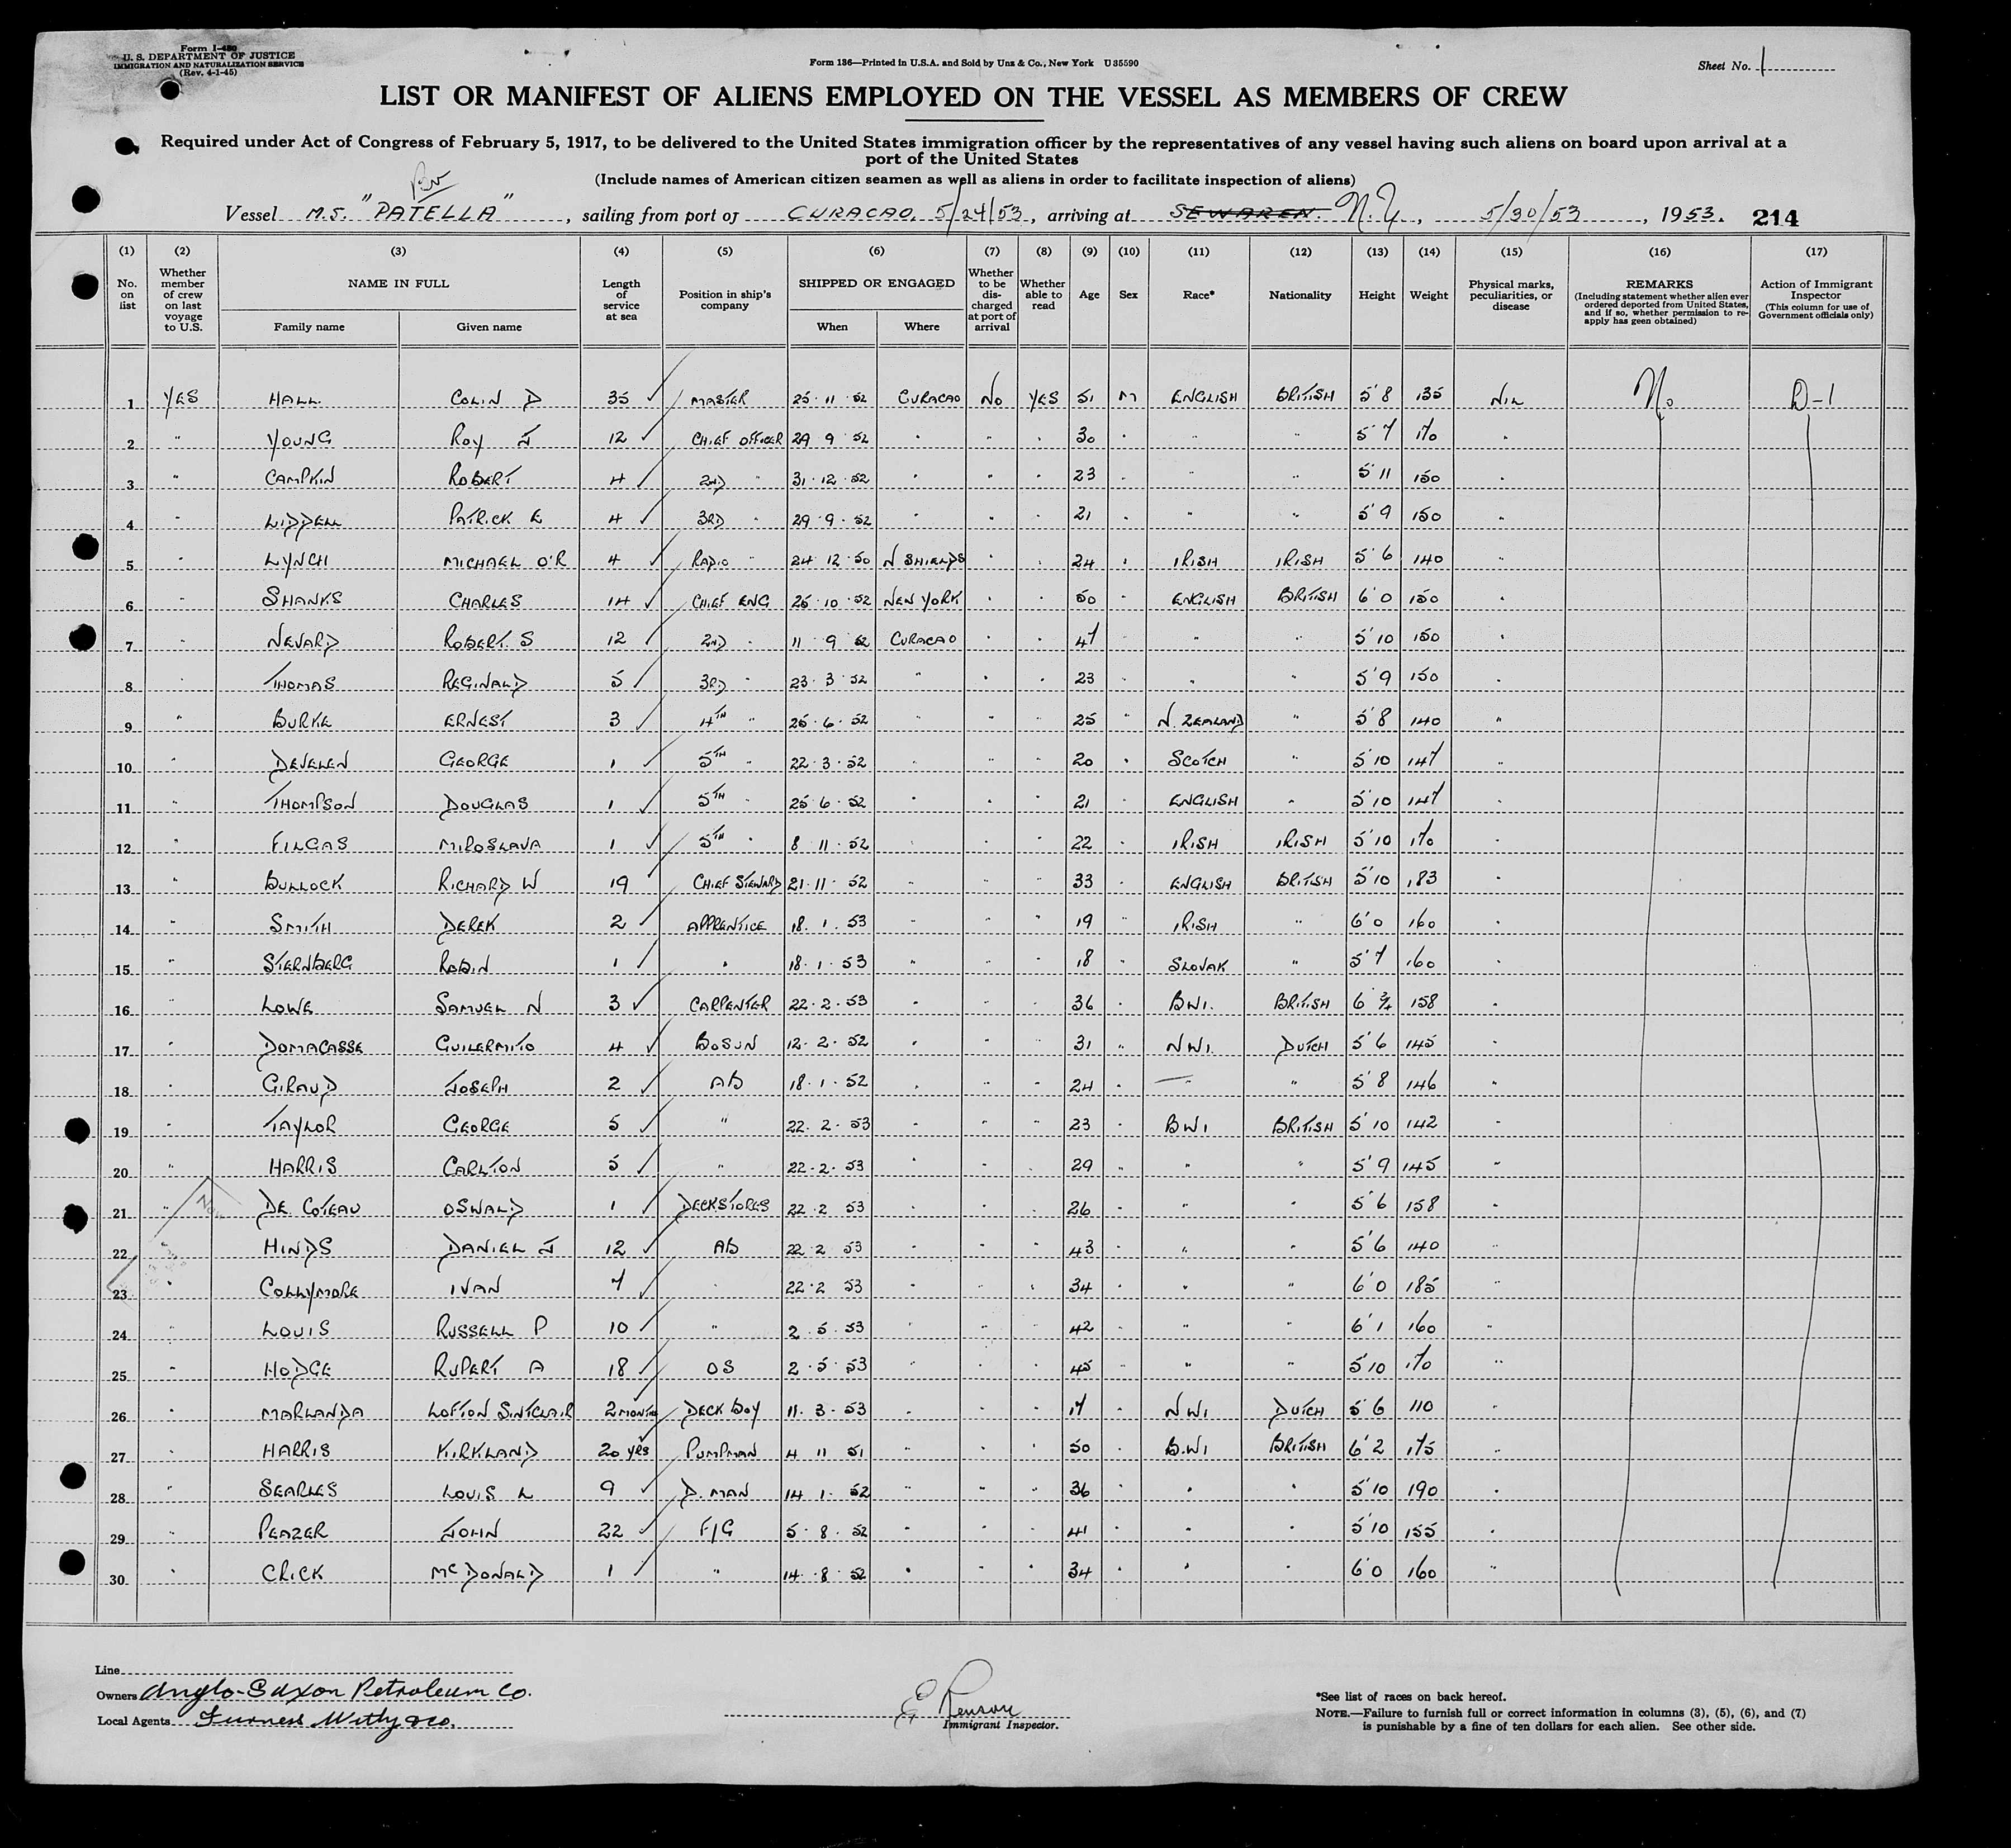 Form I-480
U. S. DEPARTMENT OF JUSTICE
IMMIGRATION AND NATURALIZATION SERVICE
(Rev. 4-1-45)
Form 186—Printed in U.S.A. and Sold by Unz & Co., New York U 35590
Sheet No. 1
LIST OR MANIFEST OF ALIENS EMPLOYED ON THE VESSEL AS MEMBERS OF CREW
Required under Act of Congress of February 5, 1917, to be delivered to the United States immigration officer by the representatives of any vessel having such aliens on board upon arrival at a
port of the United States
(Include names of American citizen seamen as well as aliens in order to facilitate inspection of aliens)
Vessel M.S. "PATELLA", sailing from port of CURACAO. 5/24/53, arriving at SEWAREN. N.Y., 5/30/53, 1953. 214
(1) (2) (3) (4) (5) (6) (7) (8) (9) (10) (11) (12) (13) (14) (15) (16) (17)
No. on list
Whether member of crew on last voyage to U.S.
NAME IN FULL
Family name Given name
Length of service at sea
Position in ship's company
SHIPPED OR ENGAGED
When Where
Whether to be discharged at port of arrival
Whether able to read
Age
Sex
Race*
Nationality
Height
Weight
Physical marks, peculiarities, or disease
REMARKS
(Including statement whether alien ever ordered deported from United States, and if so, whether permission to re-apply has geen obtained)
Action of Immigrant Inspector
(This column for use of Government officials only)
1 YES HALL COLIN D 35 MASTER 25·11·52 CURACAO NO YES 51 M ENGLISH BRITISH 5'8 135 NIL No D-1
2 " YOUNG ROY J 12 CHIEF OFFICER 29 9 52 " " " 30 " " " 5'7 170 "
3 " CAMPKIN ROBERT 4 2ND " 31·12·52 " " " 23 " " " 5'11 150 "
4 " LIDDELL PATRICK E 4 3RD " 29·9·52 " " " 21 " " " 5'9 150 "
5 " LYNCH MICHAEL O'R 4 RADIO " 24 12 50 N SHIELDS " " 24 " IRISH IRISH 5'6 140 "
6 " SHANKS CHARLES 14 CHIEF ENG 25·10·52 NEW YORK " " 50 " ENGLISH BRITISH 6'0 150 "
7 " NEVARD ROBERT. S 12 2ND " 11 9 52 CURACAO " " 47 " " " 5'10 150 "
8 " THOMAS REGINALD 5 3RD " 23·3·52 " " " 23 " " " 5'9 150 "
9 " BURKE ERNEST 3 4TH " 25·6·52 " " " 25 " N. ZEALAND " 5'8 140 "
10 " DEVELEN GEORGE 1 5TH " 22·3·52 " " " 20 " SCOTCH " 5'10 147 "
11 " THOMPSON DOUGLAS 1 5TH " 25·6·52 " " " 21 " ENGLISH " 5'10 147 "
12 " FILGAS MIROSLAVA 1 5TH " 8 11·52 " " " 22 " IRISH IRISH 5'10 170 "
13 " BULLOCK RICHARD W 19 CHIEF STEWARD 21·11·52 " " " 33 " ENGLISH BRITISH 5'10 183 "
14 " SMITH DEREK 2 APPRENTICE 18.1.53 " " " 19 " IRISH " 6'0 160 "
15 " STERNBERG ROBIN 1 " 18·1·53 " " " 18 " SLOVAK " 5'7 160 "
16 " LOWE SAMUEL N 3 CARPENTER 22·2·53 " " " 36 " BWI. BRITISH 6 3/4 158 "
17 " DOMACASSE GUILERMITO 4 BOSUN 12·2·52 " " " 31 " NWI. DUTCH 5'6 145 "
18 " GIRAUD JOSEPH 2 AB 18·1·52 " " " 24 " " " 5'8 146 "
19 " TAYLOR GEORGE 5 " 22·2·53 " " " 23 " BWI BRITISH 5'10 142 "
20 " HARRIS CARLTON 5 " 22·2·53 " " " 29 " " " 5'9 145 "
21 " DE COTEAU OSWALD 1 DECKSTORES 22·2 53 " " " 26 " " " 5'6 158 "
22 " HINDS DANIEL J 12 AB 22·2 53 " " " 43 " " " 5'6 140 "
23 " COLLYMORE IVAN 7 " 22·2 53 " " " 34 " " " 6'0 185 "
24 " LOUIS RUSSELL P 10 " 2·5·53 " " " 42 " " " 6'1 160 "
25 " HODGE RUPERT A 18 OS 2·5·53 " " " 45 " " " 5'10 170 "
26 " MARLANDA LOFTON SINTCLAIR 2 MONTHS DECK BOY 11·3·53 " " " 17 " NWI DUTCH 5'6 110 "
27 " HARRIS KIRKLAND 20 YRS PUMPMAN 4 11 51 " " " 50 " B.WI BRITISH 6'2 175 "
28 " SEARLES LOUIS L 9 D. MAN 14 1·52 " " " 36 " " " 5'10 190 "
29 " PEAZER JOHN 22 F/G 5·8·52 " " " 41 " " " 5'10 155 "
30 " CRICK MCDONALD 1 " 14·8·52 " " " 34 " " " 6'0 160 "
Line
Owners Anglo-Saxon Petroleum Co.
Local Agents Furness Withy & Co.
Immigrant Inspector.
*See list of races on back hereof.
NOTE.—Failure to furnish full or correct information in columns (3), (5), (6), and (7)
is punishable by a fine of ten dollars for each alien. See other side.